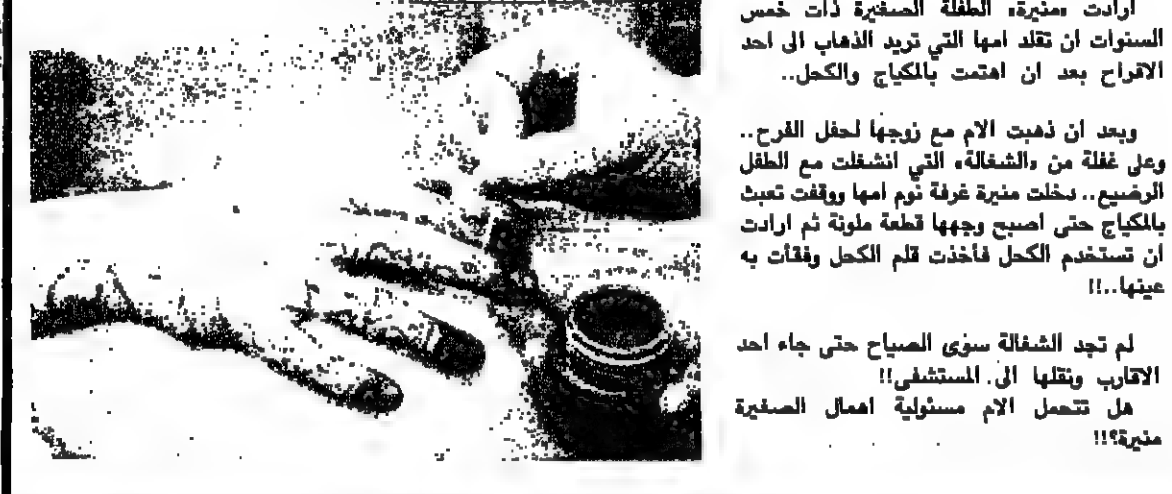 ارادت «منيرة» الطفلة الصغيرة ذات خمس
السنوات ان تقلد امها التي تريد الذهاب الى احد
الافراح بعد ان اهتمت بالمكياج والكحل..
وبعد ان ذهبت الام مع زوجها لحفل الفرح..
وعلى غفلة من «الشغالة» التي انشغلت مع الطفل
الرضيع.. دخلت منيرة غرفة نوم امها ووقفت تعبث
بالمكياج حتى اصبح وجهها قطعة ملونة ثم ارادت
ان تستخدم الكحل فأخذت قلم الكحل وفقأت به
عينها..!!
لم تجد الشغالة سوى الصياح حتى جاء احد
الاقارب ونقلها الى المستشفى!!
هل تتحمل الام مسئولية اهمال الصغيرة
منيرة؟!!